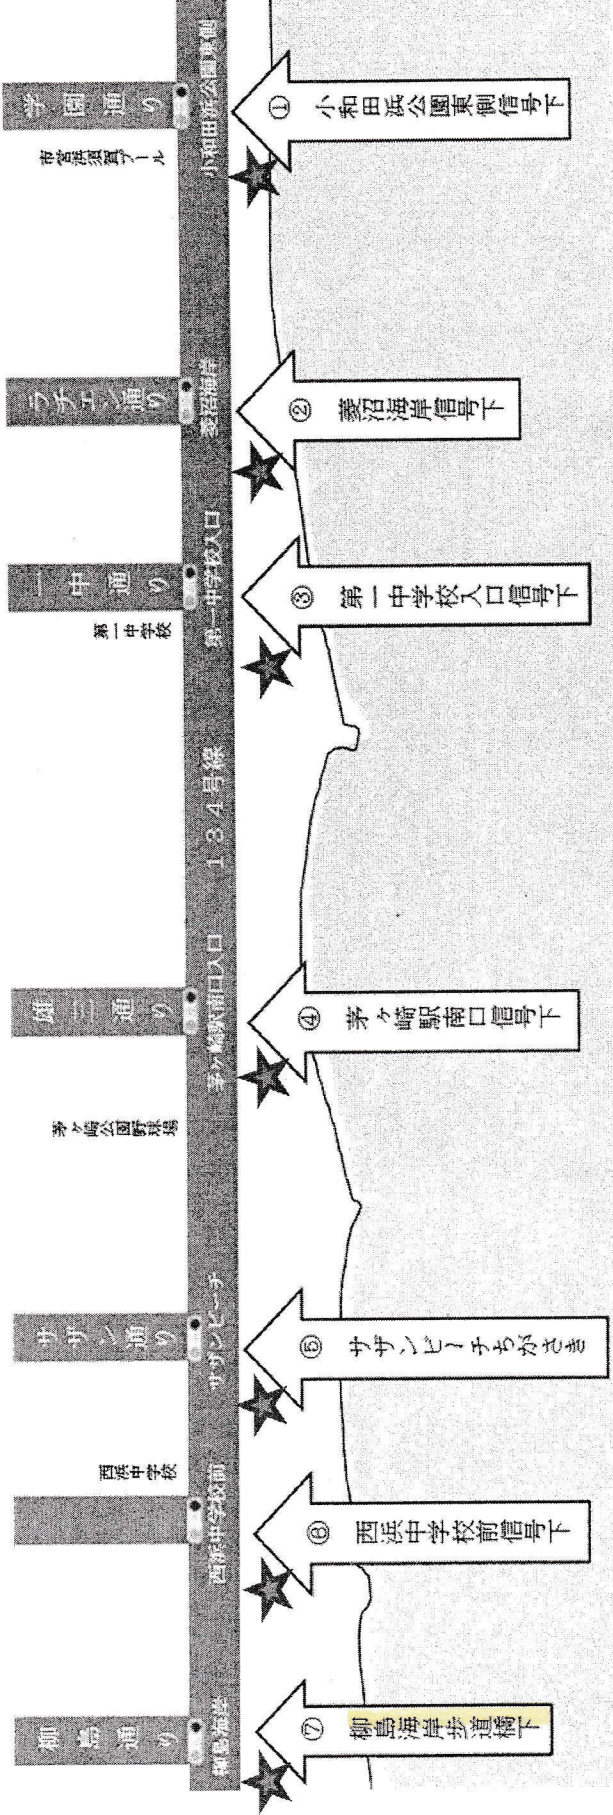 学園通り
市営浜須賀プール
小和田浜公園東側
① 小和田浜公園東側信号下
ラチエン通り
菱沼海岸
② 菱沼海岸信号下
一中通り
第一中学校
第一中学校入口
③ 第一中学校入口信号下
134号線
雄三通り
茅ヶ崎駅南口入口
④ 茅ヶ崎駅南口信号下
茅ヶ崎公園野球場
サザン通り
サザンビーチ
⑤ サザンビーチちがさき
西浜中学校
西浜中学校前
⑥ 西浜中学校前信号下
柳島通り
柳島海岸
⑦ 柳島海岸歩道橋下